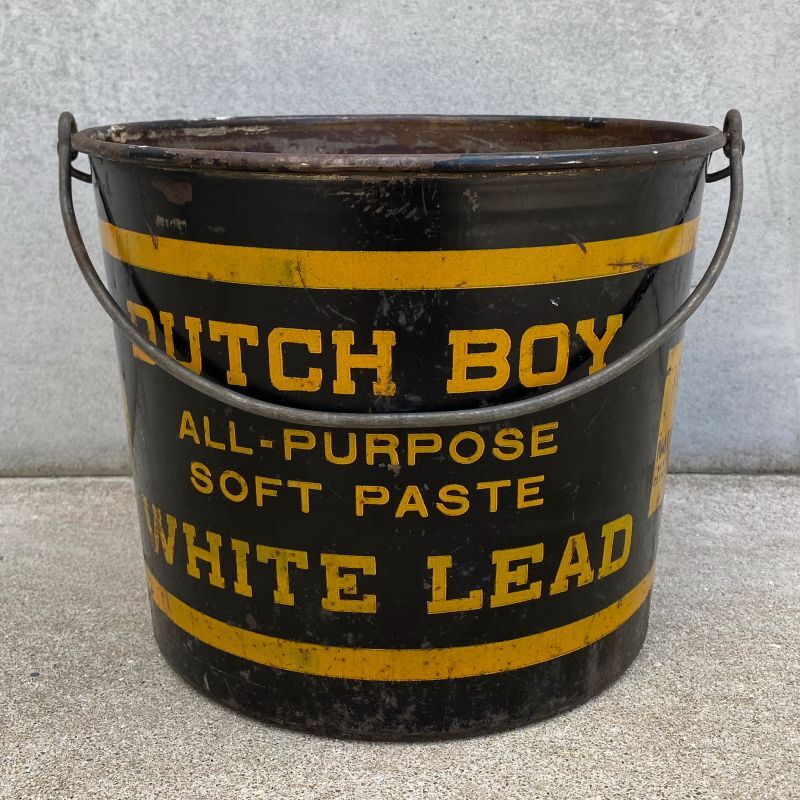 DUTCH BOY
ALL-PURPOSE
SOFT PASTE
WHITE LEAD